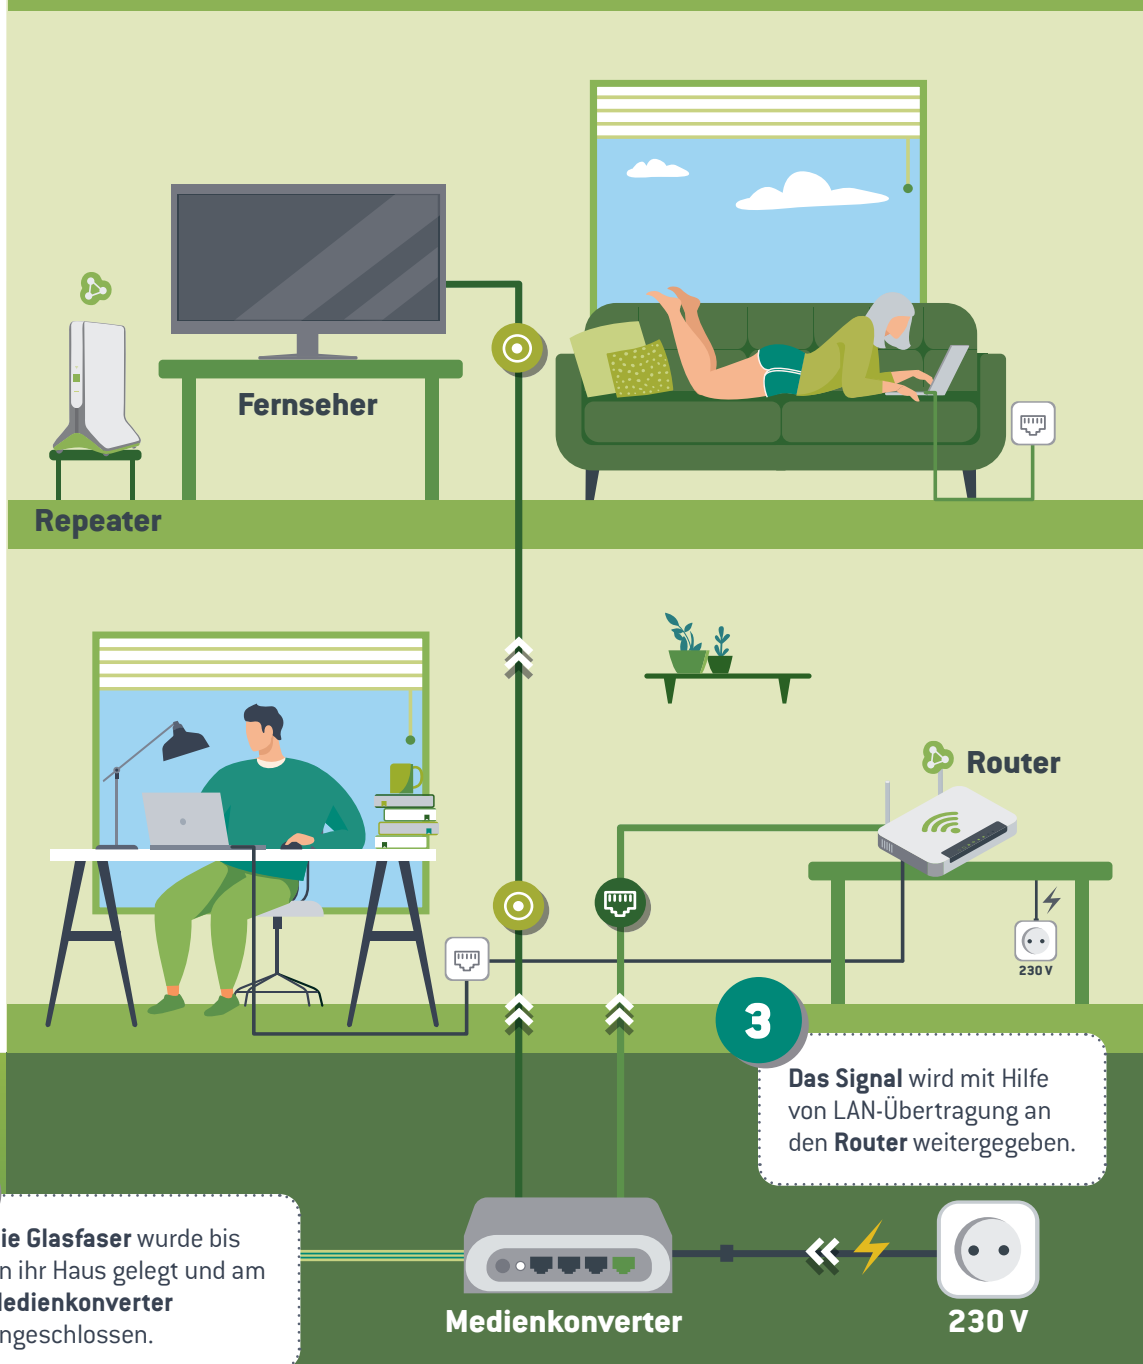 Fernseher
Repeater
Router
230 V
3
Das Signal wird mit Hilfe
von LAN-Übertragung an
den Router weitergegeben.
ie Glasfaser wurde bis
n ihr Haus gelegt und am
edienkonverter
ngeschlossen.
Medienkonverter
230 V